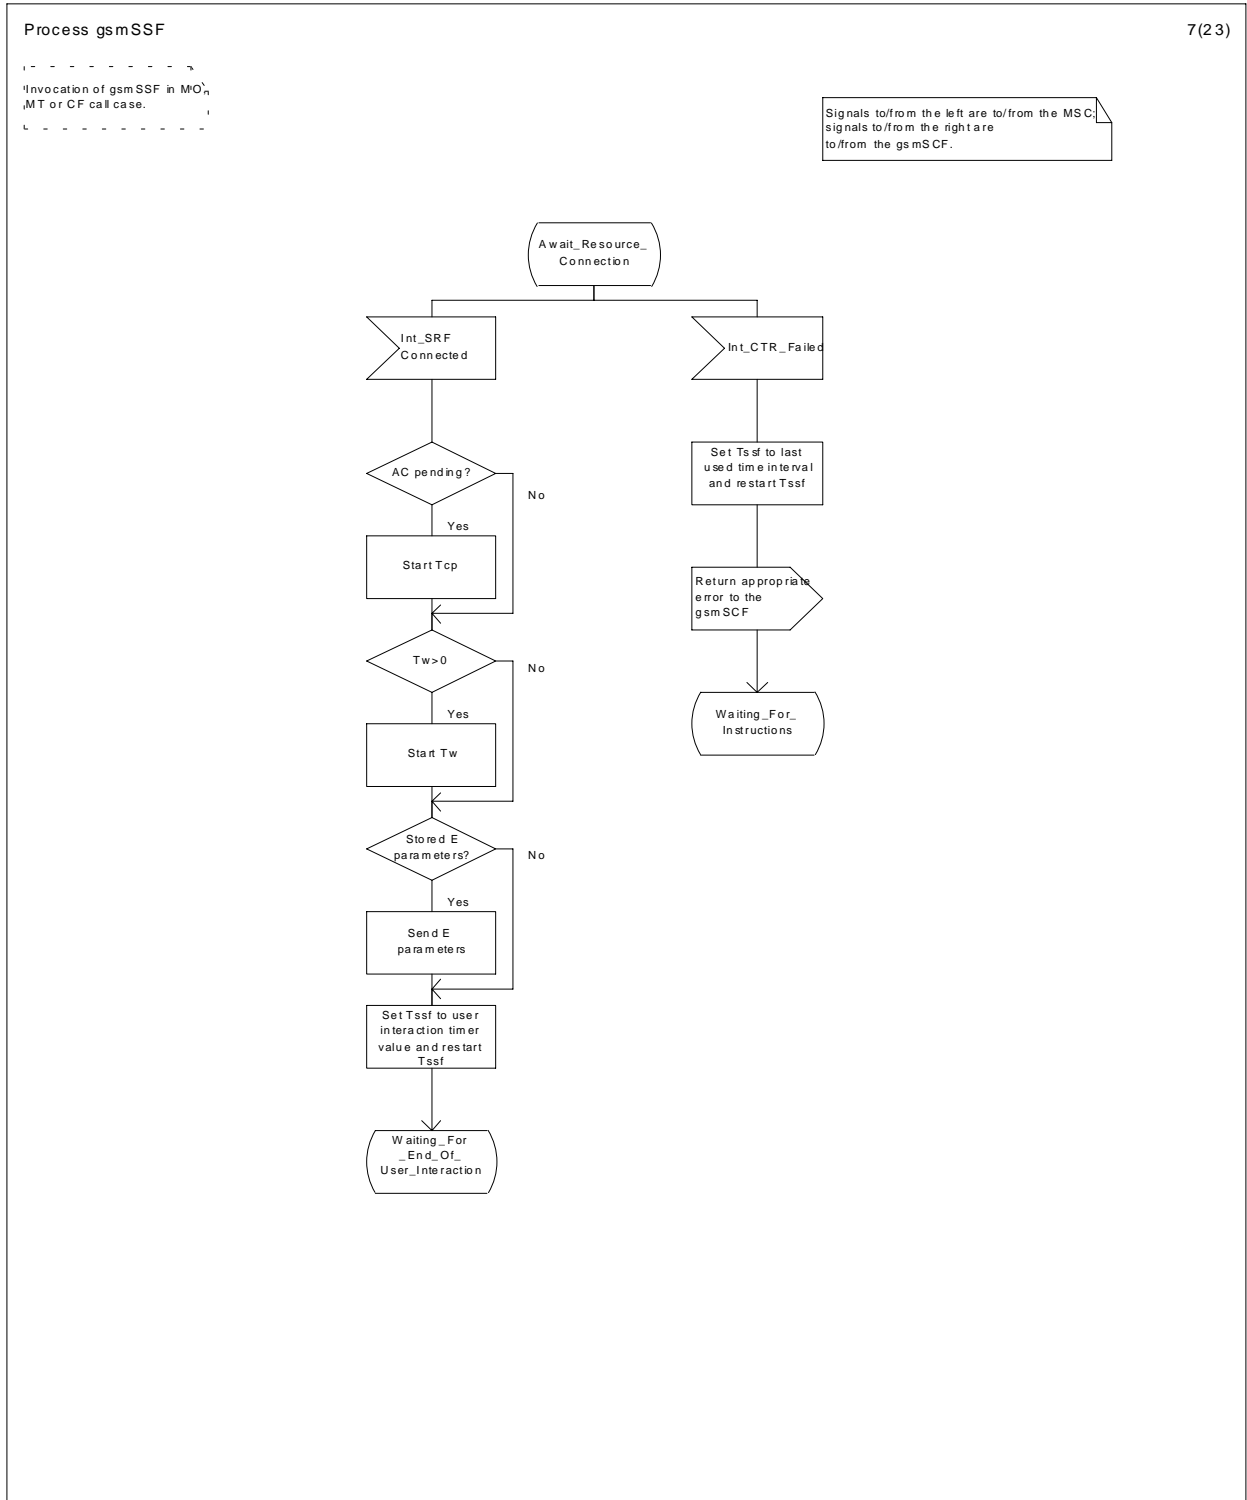 Process gsmSSF
7(23)
Invocation of gsmSSF in MO,
MT or CF call case.
Signals to/from the left are to/from the MSC;
signals to/from the right are
to/from the gsmSCF.
Await_Resource_
Connection
Int_SRF
Connected
Int_CTR_Failed
AC pending?
No
Yes
Set Tssf to last
used time interval
and restart Tssf
Start Tcp
Return appropriate
error to the
gsmSCF
Tw>0
No
Yes
Waiting_For_
Instructions
Start Tw
Stored E
parameters?
No
Yes
Send E
parameters
Set Tssf to user
interaction timer
value and restart
Tssf
Waiting_For
_End_Of_
User_Interaction